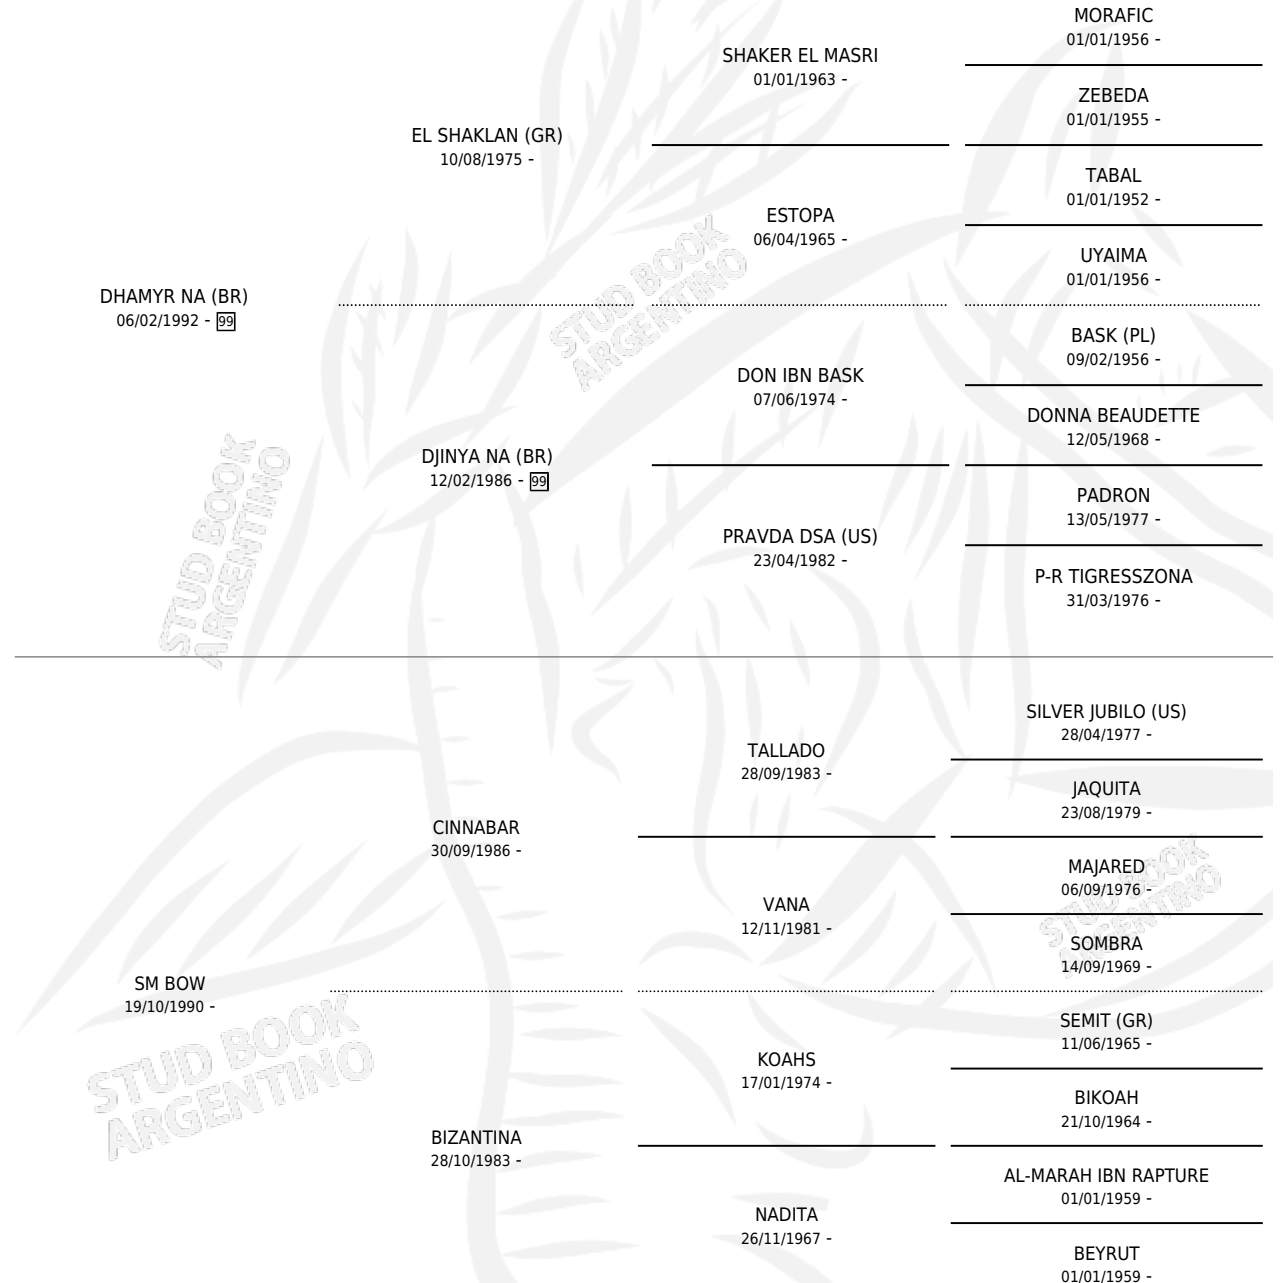 MORAFIC
01/01/1956 -
SHAKER EL MASRI
01/01/1963 -
ZEBEDA
01/01/1955 -
EL SHAKLAN (GR)
10/08/1975 -
TABAL
01/01/1952 -
ESTOPA
06/04/1965 -
UYAIMA
01/01/1956 -
DHAMYR NA (BR)
06/02/1992 - 99
BASK (PL)
09/02/1956 -
DON IBN BASK
07/06/1974 -
DONNA BEAUDETTE
12/05/1968 -
DJINYA NA (BR)
12/02/1986 - 99
PADRON
13/05/1977 -
PRAVDA DSA (US)
23/04/1982 -
P-R TIGRESSZONA
31/03/1976 -
SILVER JUBILO (US)
28/04/1977 -
TALLADO
28/09/1983 -
JAQUITA
23/08/1979 -
CINNABAR
30/09/1986 -
MAJARED
06/09/1976 -
VANA
12/11/1981 -
SOMBRA
14/09/1969 -
SM BOW
19/10/1990 -
SEMIT (GR)
11/06/1965 -
KOAHS
17/01/1974 -
BIKOAH
21/10/1964 -
BIZANTINA
28/10/1983 -
AL-MARAH IBN RAPTURE
01/01/1959 -
NADITA
26/11/1967 -
BEYRUT
01/01/1959 -
STUD BOOK
ARGENTINO
STUD BOOK
ARGENTINO
STUD BOOK
ARGENTINO
STUD BOOK
ARGENTINO